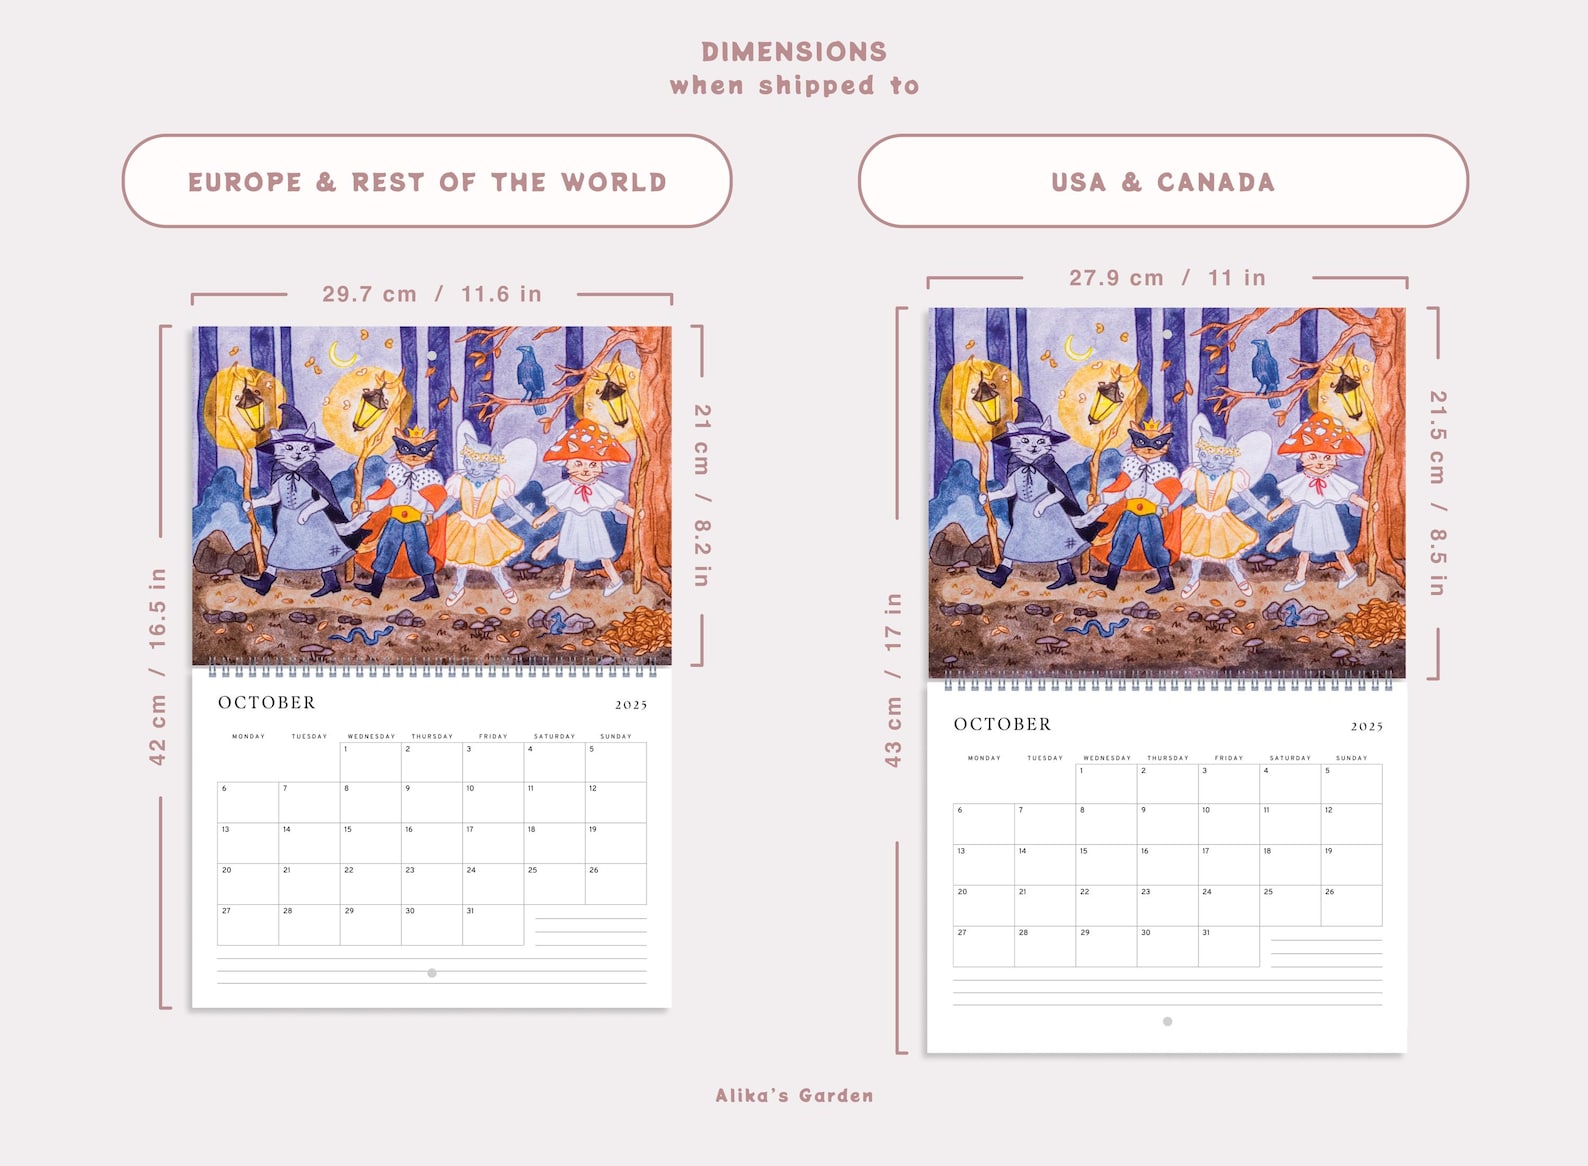 DIMENSIONS
when shipped to
EUROPE & REST OF THE WORLD
29.7 cm / 11.6 in
21 cm / 8.2 in
42 cm / 16.5 in
OCTOBER
2025
MONDAY TUESDAY WEDNESDAY THURSDAY FRIDAY SATURDAY SUNDAY
1 2 3 4 5
6 7 8 9 10 11 12
13 14 15 16 17 18 19
20 21 22 23 24 25 26
27 28 29 30 31
USA & CANADA
27.9 cm / 11 in
21.5 cm / 8.5 in
43 cm / 17 in
OCTOBER
2025
MONDAY TUESDAY WEDNESDAY THURSDAY FRIDAY SATURDAY SUNDAY
1 2 3 4 5
6 7 8 9 10 11 12
13 14 15 16 17 18 19
20 21 22 23 24 25 26
27 28 29 30 31
Alika's Garden